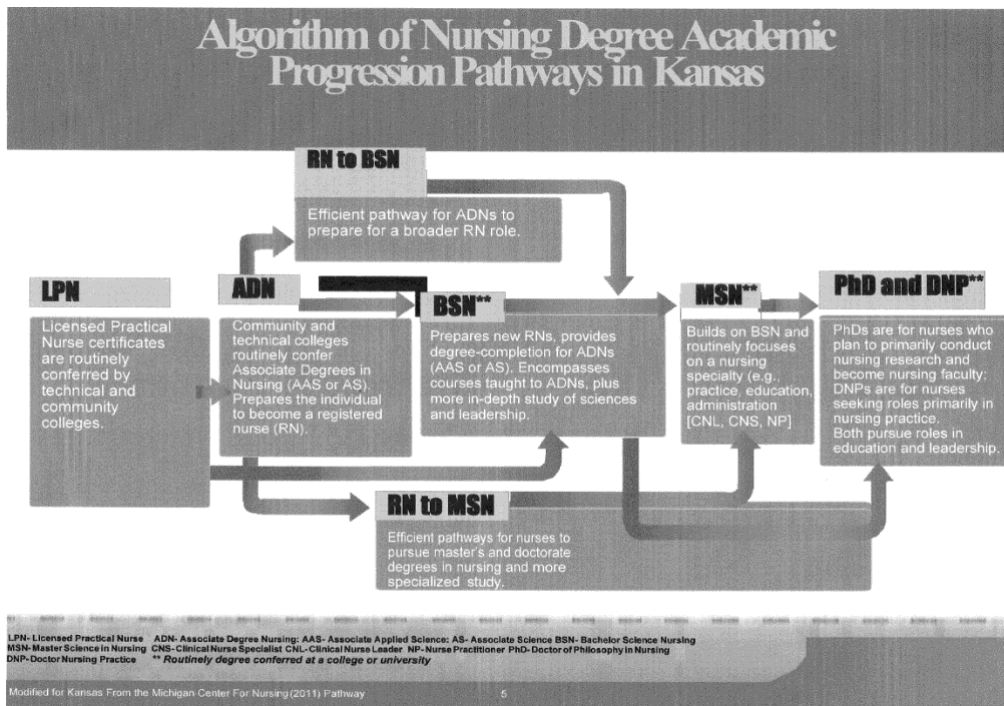 Algorithm of Nursing Degree Academic
Progression Pathways in Kansas
RN to BSN
Efficient pathway for ADNs to
prepare for a broader RN role.
LPN
Licensed Practical
Nurse certificates
are routinely
conferred by
technical and
community
colleges.
ADN
Community and
technical colleges
routinely confer
Associate Degrees in
Nursing (AAS or AS).
Prepares the individual
to become a registered
nurse (RN).
BSN**
Prepares new RNs, provides
degree-completion for ADNs
(AAS or AS). Encompasses
courses taught to ADNs, plus
more in-depth study of sciences
and leadership.
MSN**
Builds on BSN and
routinely focuses
on a nursing
specialty (e.g.,
practice, education,
administration
[CNL, CNS, NP]
PhD and DNP**
PhDs are for nurses who
plan to primarily conduct
nursing research and
become nursing faculty;
DNPs are for nurses
seeking roles primarily in
nursing practice.
Both pursue roles in
education and leadership.
RN to MSN
Efficient pathways for nurses to
pursue master's and doctorate
degrees in nursing and more
specialized study.
LPN- Licensed Practical Nurse ADN- Associate Degree Nursing: AAS- Associate Applied Science: AS- Associate Science BSN- Bachelor Science Nursing
MSN- Master Science in Nursing CNS- Clinical Nurse Specialist CNL- Clinical Nurse Leader NP- Nurse Practitioner PhD- Doctor of Philosophy in Nursing
DNP- Doctor Nursing Practice ** Routinely degree conferred at a college or university
Modified for Kansas From the Michigan Center For Nursing (2011) Pathway 5